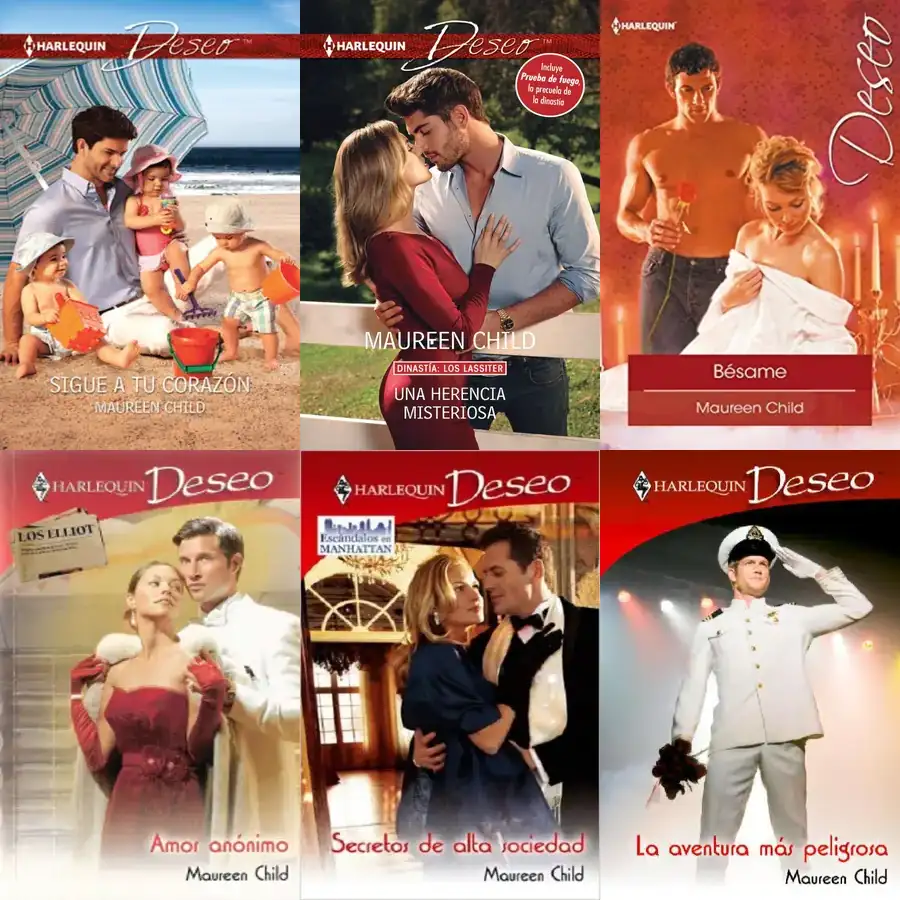 HARLEQUIN Deseo™
SIGUE A TU CORAZÓN
MAUREEN CHILD
HARLEQUIN Deseo™
Incluye
Prueba de fuego,
la precuela de
la dinastía
MAUREEN CHILD
DINASTÍA: LOS LASSITER
UNA HERENCIA
MISTERIOSA
HARLEQUIN
Deseo
Bésame
Maureen Child
HARLEQUIN Deseo
LOS ELLIOT
Amor anónimo
Maureen Child
HARLEQUIN Deseo
Escándalos en
MANHATTAN
Secretos de alta sociedad
Maureen Child
HARLEQUIN Deseo
La aventura más peligrosa
Maureen Child